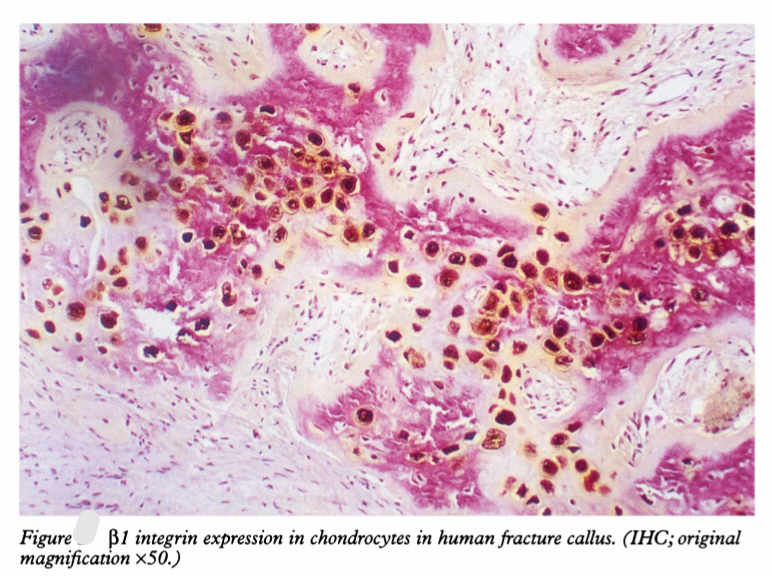 Figure β1 integrin expression in chondrocytes in human fracture callus. (IHC; original
magnification ×50.)